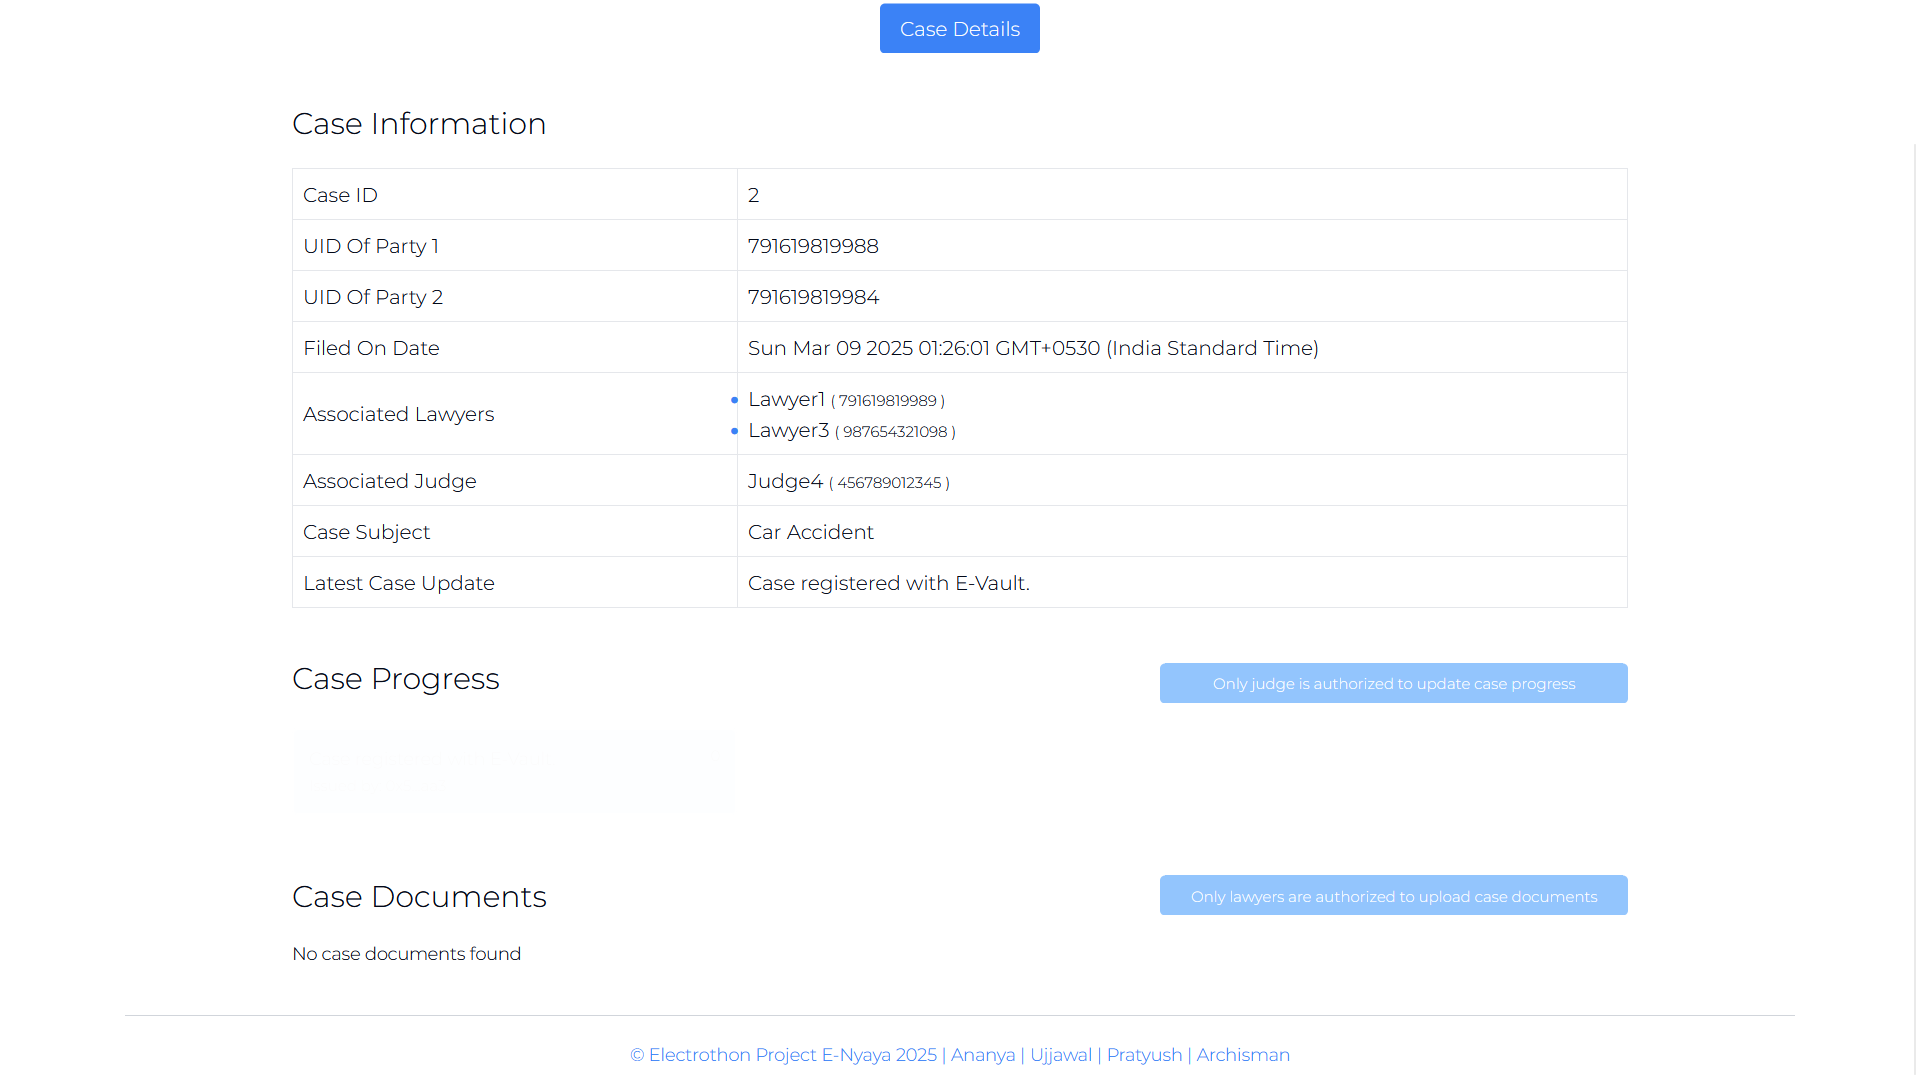 Case Details
Case Information
Case ID 2
UID Of Party 1 791619819988
UID Of Party 2 791619819984
Filed On Date Sun Mar 09 2025 01:26:01 GMT+0530 (India Standard Time)
Associated Lawyers
Lawyer1 ( 791619819989 )
Lawyer3 ( 987654321098 )
Associated Judge Judge4 ( 456789012345 )
Case Subject Car Accident
Latest Case Update Case registered with E-Vault.
Case Progress
Only judge is authorized to update case progress
Case Documents
Only lawyers are authorized to upload case documents
No case documents found
© Electrothon Project E-Nyaya 2025 | Ananya | Ujjawal | Pratyush | Archisman